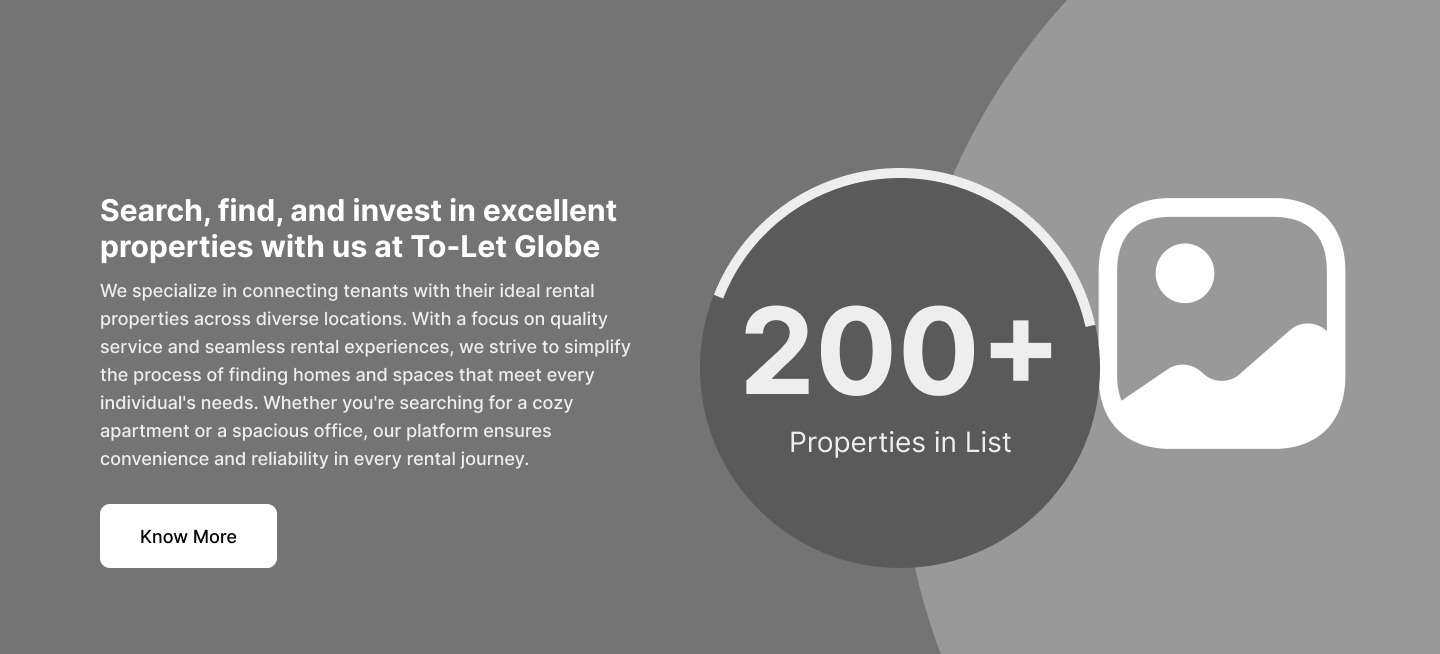 Search, find, and invest in excellent
properties with us at To-Let Globe
We specialize in connecting tenants with their ideal rental
properties across diverse locations. With a focus on quality
service and seamless rental experiences, we strive to simplify
the process of finding homes and spaces that meet every
individual's needs. Whether you're searching for a cozy
apartment or a spacious office, our platform ensures
convenience and reliability in every rental journey.
Know More
200+
Properties in List